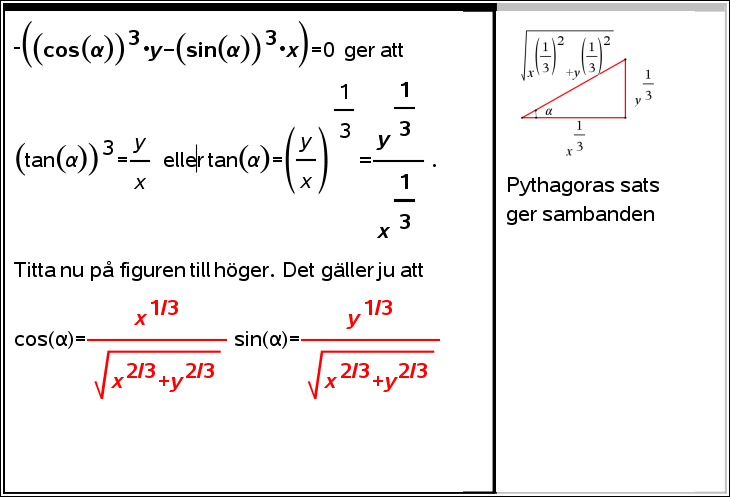 -((cos(α))³•y-(sin(α))³•x)=0 ger att
(tan(α))³=y/x eller tan(α)=(y/x)^(1/3)=y^(1/3)/x^(1/3) .
Titta nu på figuren till höger. Det gäller ju att
cos(α)=x^(1/3)/√(x^(2/3)+y^(2/3)) sin(α)=y^(1/3)/√(x^(2/3)+y^(2/3))
√(x^(1/3)^2+y^(1/3)^2)
y^(1/3)
α
x^(1/3)
Pythagoras sats
ger sambanden